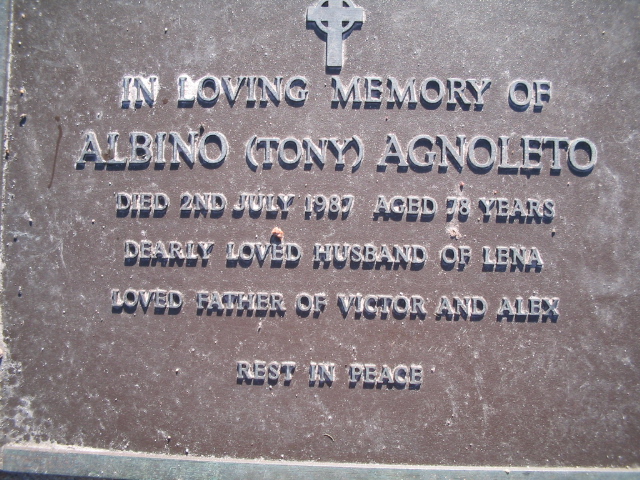 IN LOVING MEMORY OF
ALBINO (TONY) AGNOLETO
DIED 2ND JULY 1987 AGED 78 YEARS
DEARLY LOVED HUSBAND OF LENA
LOVED FATHER OF VICTOR AND ALEX
REST IN PEACE